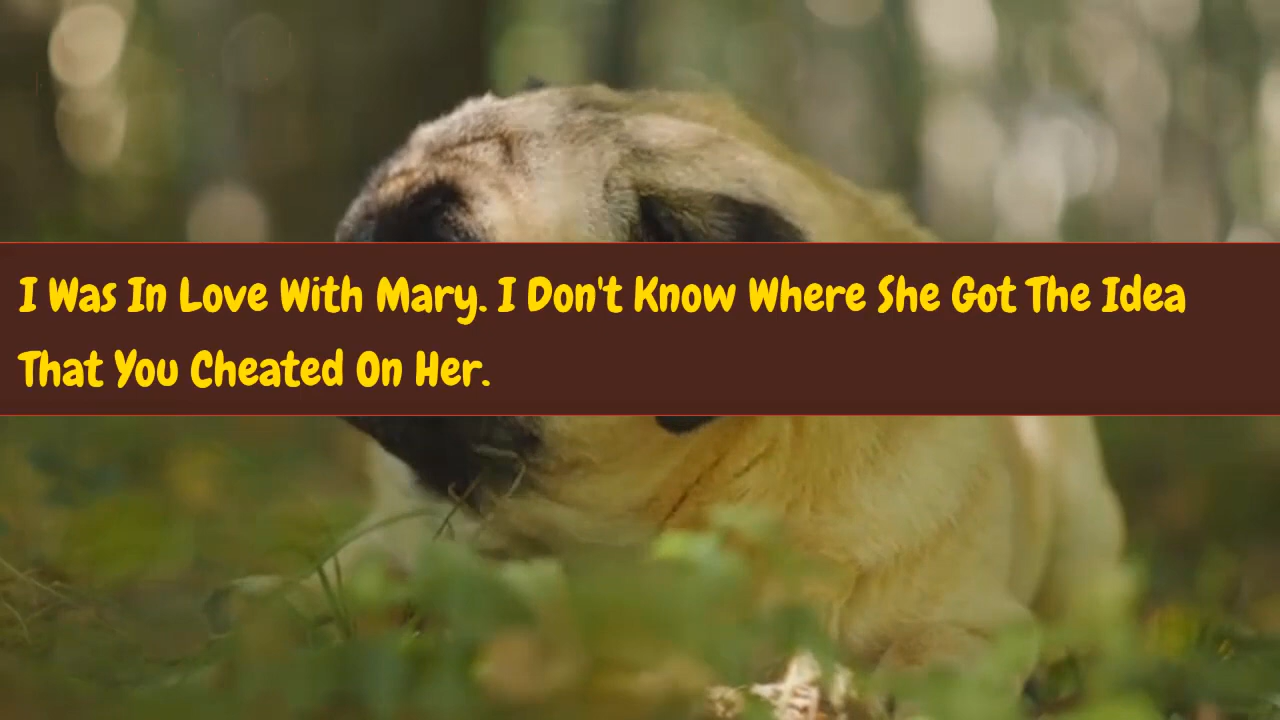 I Was In Love With Mary. I Don't Know Where She Got The Idea
That You Cheated On Her.